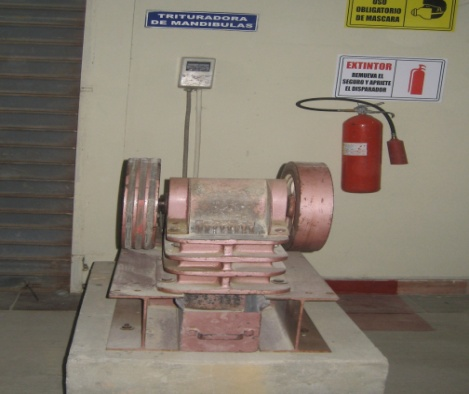 TRITURADORA
DE MANDIBULAS
USO
OBLIGATORIO
DE MASCARA
EXTINTOR
REMUEVA EL
SEGURO Y APRIETE
EL DISPARADOR